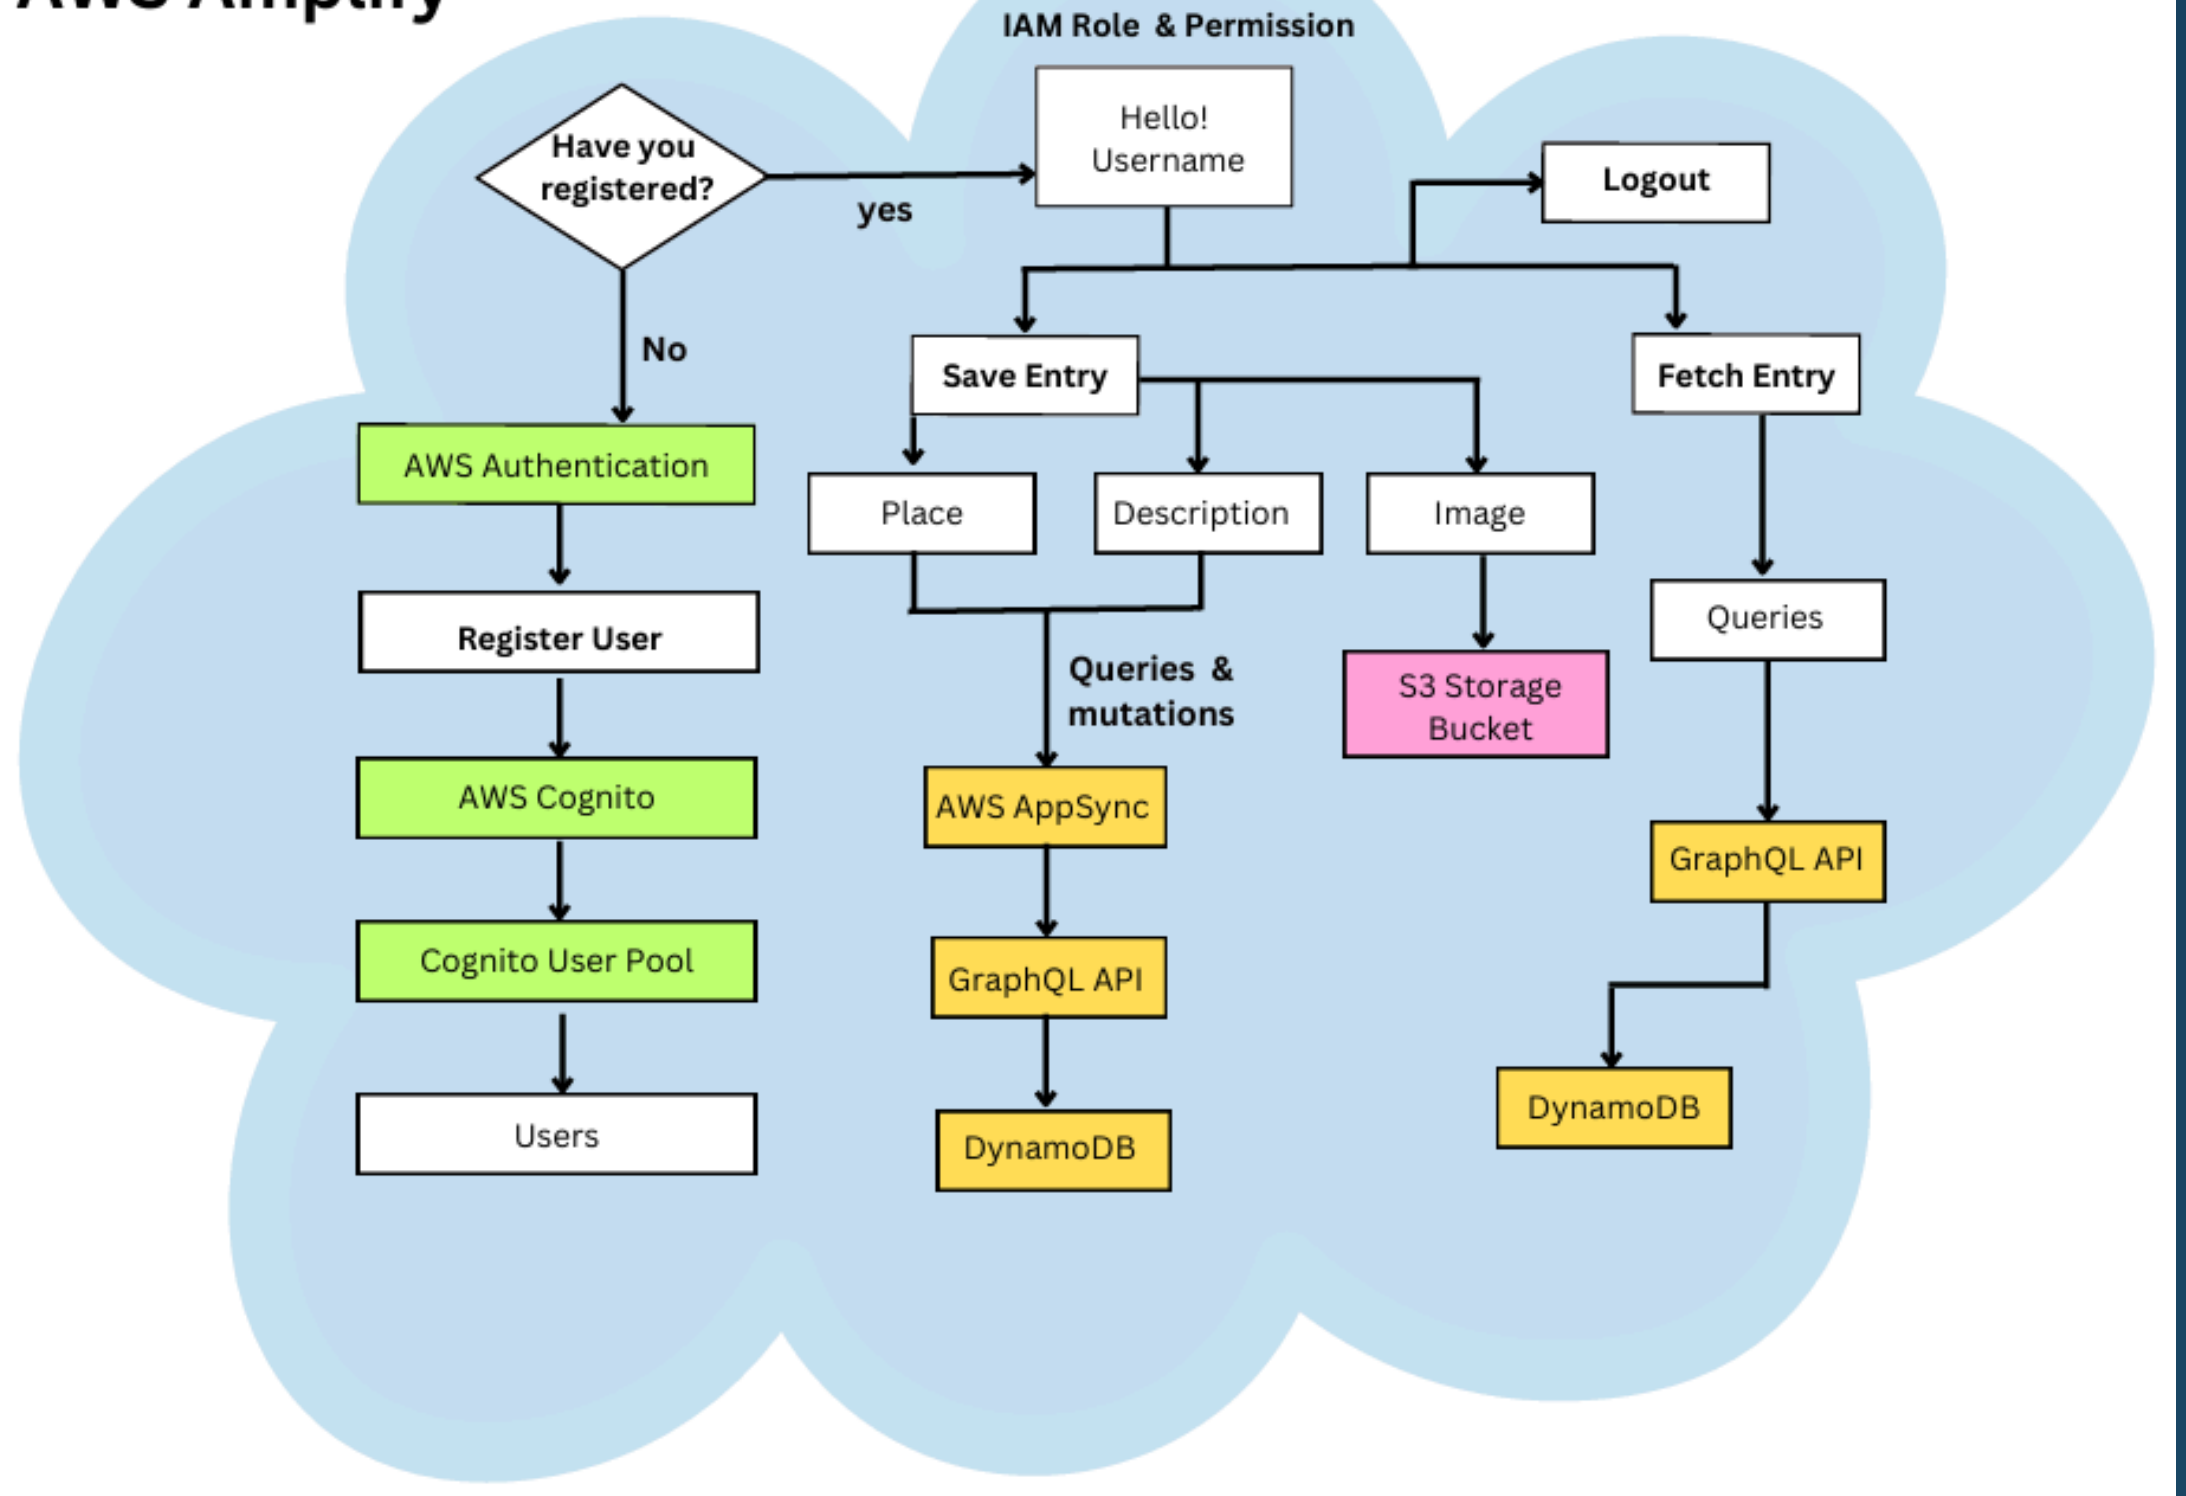 AWS Amplify
IAM Role & Permission
Hello!
Username
Have you
registered?
yes
Logout
No
Save Entry
Fetch Entry
AWS Authentication
Place
Description
Image
Queries
Register User
Queries &
mutations
S3 Storage
Bucket
AWS Cognito
AWS AppSync
GraphQL API
Cognito User Pool
GraphQL API
DynamoDB
Users
DynamoDB